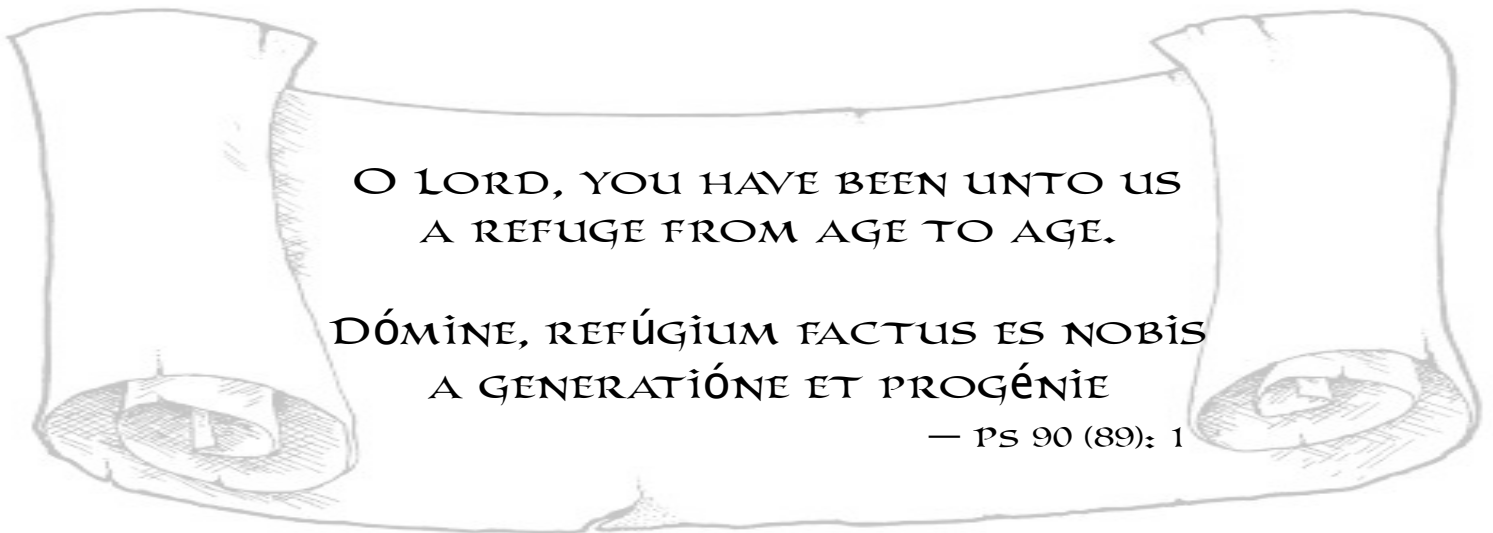 O Lord, you have been unto us
a refuge from age to age.
Dómine, refúgium factus es nobis
a generatióne et progénie
— Ps 90 (89): 1